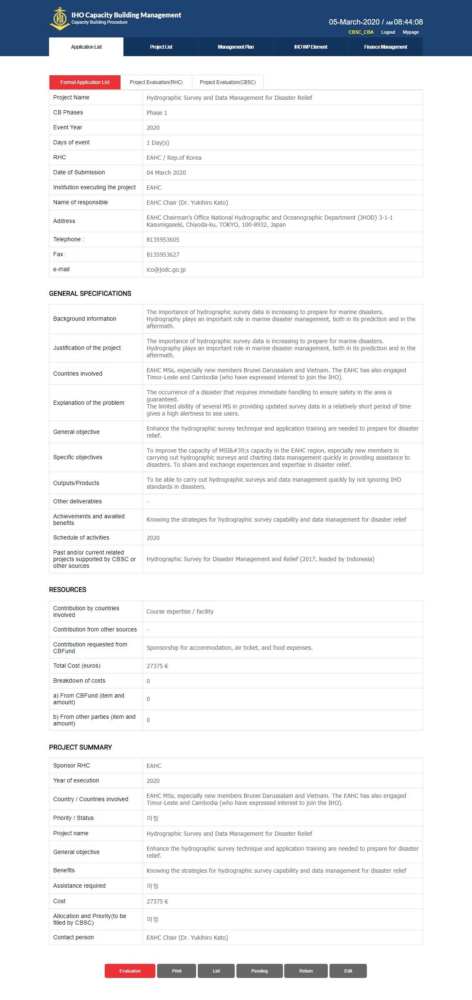 IHO Capacity Building Management
Capacity Building Procedure
05-March-2020 / AM 08:44:08
CBSC_CBA Logout Mypage
Application List Project List Management Plan IHO WP Element Finance Management
Formal Application List Project Evaluation(RHC) Project Evaluation(CBSC)
Project Name Hydrographic Survey and Data Management for Disaster Relief
CB Phases Phase 1
Event Year 2020
Days of event 1 Day(s)
RHC EAHC / Rep.of Korea
Date of Submission 04 March 2020
Institution executing the project EAHC
Name of responsible EAHC Chair (Dr. Yukihiro Kato)
Address
EAHC Chairman’s Office National Hydrographic and Oceanographic Department (JHOD) 3-1-1
Kasumigaseki, Chiyoda-ku, TOKYO, 100-8932, Japan
Telephone : 8135953605
Fax : 8135953627
e-mail ico@jodc.go.jp
GENERAL SPECIFICATIONS
Background information
The importance of hydrographic survey data is increasing to prepare for marine disasters.
Hydrography plays an important role in marine disaster management, both in its prediction and in the
aftermath.
Justification of the project
The importance of hydrographic survey data is increasing to prepare for marine disasters.
Hydrography plays an important role in marine disaster management, both in its prediction and in the
aftermath.
Countries involved
EAHC MSs, especially new members Brunei Darussalam and Vietnam. The EAHC has also engaged
Timor-Leste and Cambodia (who have expressed interest to join the IHO).
Explanation of the problem
The occurrence of a disaster that requires immediate handling to ensure safety in the area is
guaranteed.
The limited ability of several MS in providing updated survey data in a relatively short period of time
gives a high alertness to sea users.
General objective
Enhance the hydrographic survey technique and application training are needed to prepare for disaster
relief.
Specific objectives
To improve the capacity of MSI&#39;s capacity in the EAHC region, especially new members in
carrying out hydrographic surveys and charting data management quickly in providing assistance to
disasters. To share and exchange experiences and expertise in disaster relief.
Outputs/Products
To be able to carry out hydrographic surveys and data management quickly by not ignoring IHO
standards in disasters.
Other deliverables -
Achievements and awaited
benefits
Knowing the strategies for hydrographic survey capability and data management for disaster relief
Schedule of activities 2020
Past and/or current related
projects supported by CBSC or
other sources
Hydrographic Survey for Disaster Management and Relief (2017, leaded by Indonesia)
RESOURCES
Contribution by countries
involved
Course expertise / facility
Contribution from other sources -
Contribution requested from
CBFund
Sponsorship for accommodation, air ticket, and food expenses.
Total Cost (euros) 27375 €
Breakdown of costs 0
a) From CBFund (item and
amount)
0
b) From other parties (item and
amount)
0
PROJECT SUMMARY
Sponsor RHC EAHC
Year of execution 2020
Country / Countries involved
EAHC MSs, especially new members Brunei Darussalam and Vietnam. The EAHC has also engaged
Timor-Leste and Cambodia (who have expressed interest to join the IHO).
Priority / Status 미정
Project name Hydrographic Survey and Data Management for Disaster Relief
General objective
Enhance the hydrographic survey technique and application training are needed to prepare for disaster
relief.
Benefits Knowing the strategies for hydrographic survey capability and data management for disaster relief
Assistance required 미정
Cost 27375 €
Allocation and Priority(to be
filled by CBSC)
미정
Contact person EAHC Chair (Dr. Yukihiro Kato)
Evaluation Print List Pending Return Edit